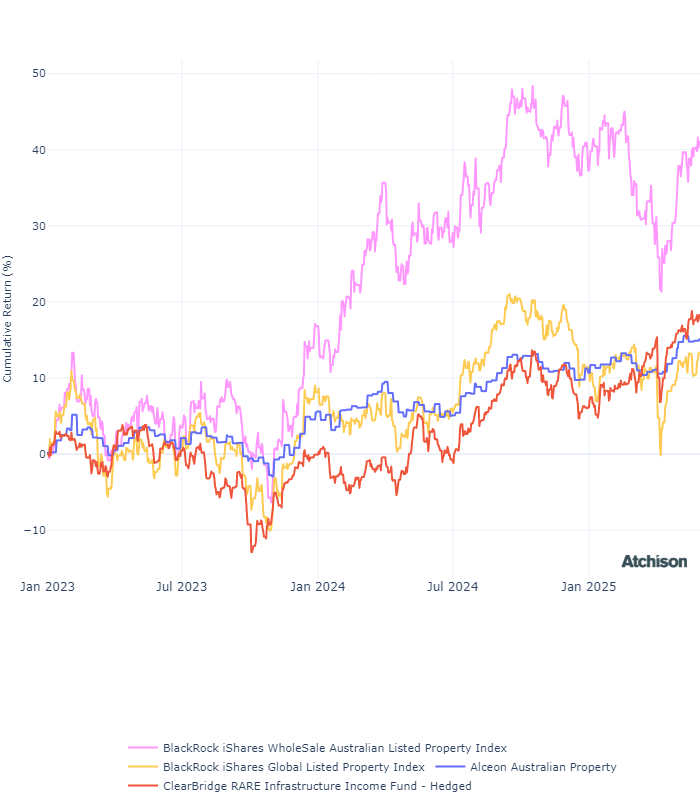 50
40
30
20
10
0
−10
Cumulative Return (%)
Jan 2023 Jul 2023 Jan 2024 Jul 2024 Jan 2025
Atchison
BlackRock iShares WholeSale Australian Listed Property Index
BlackRock iShares Global Listed Property Index Alceon Australian Property
ClearBridge RARE Infrastructure Income Fund - Hedged